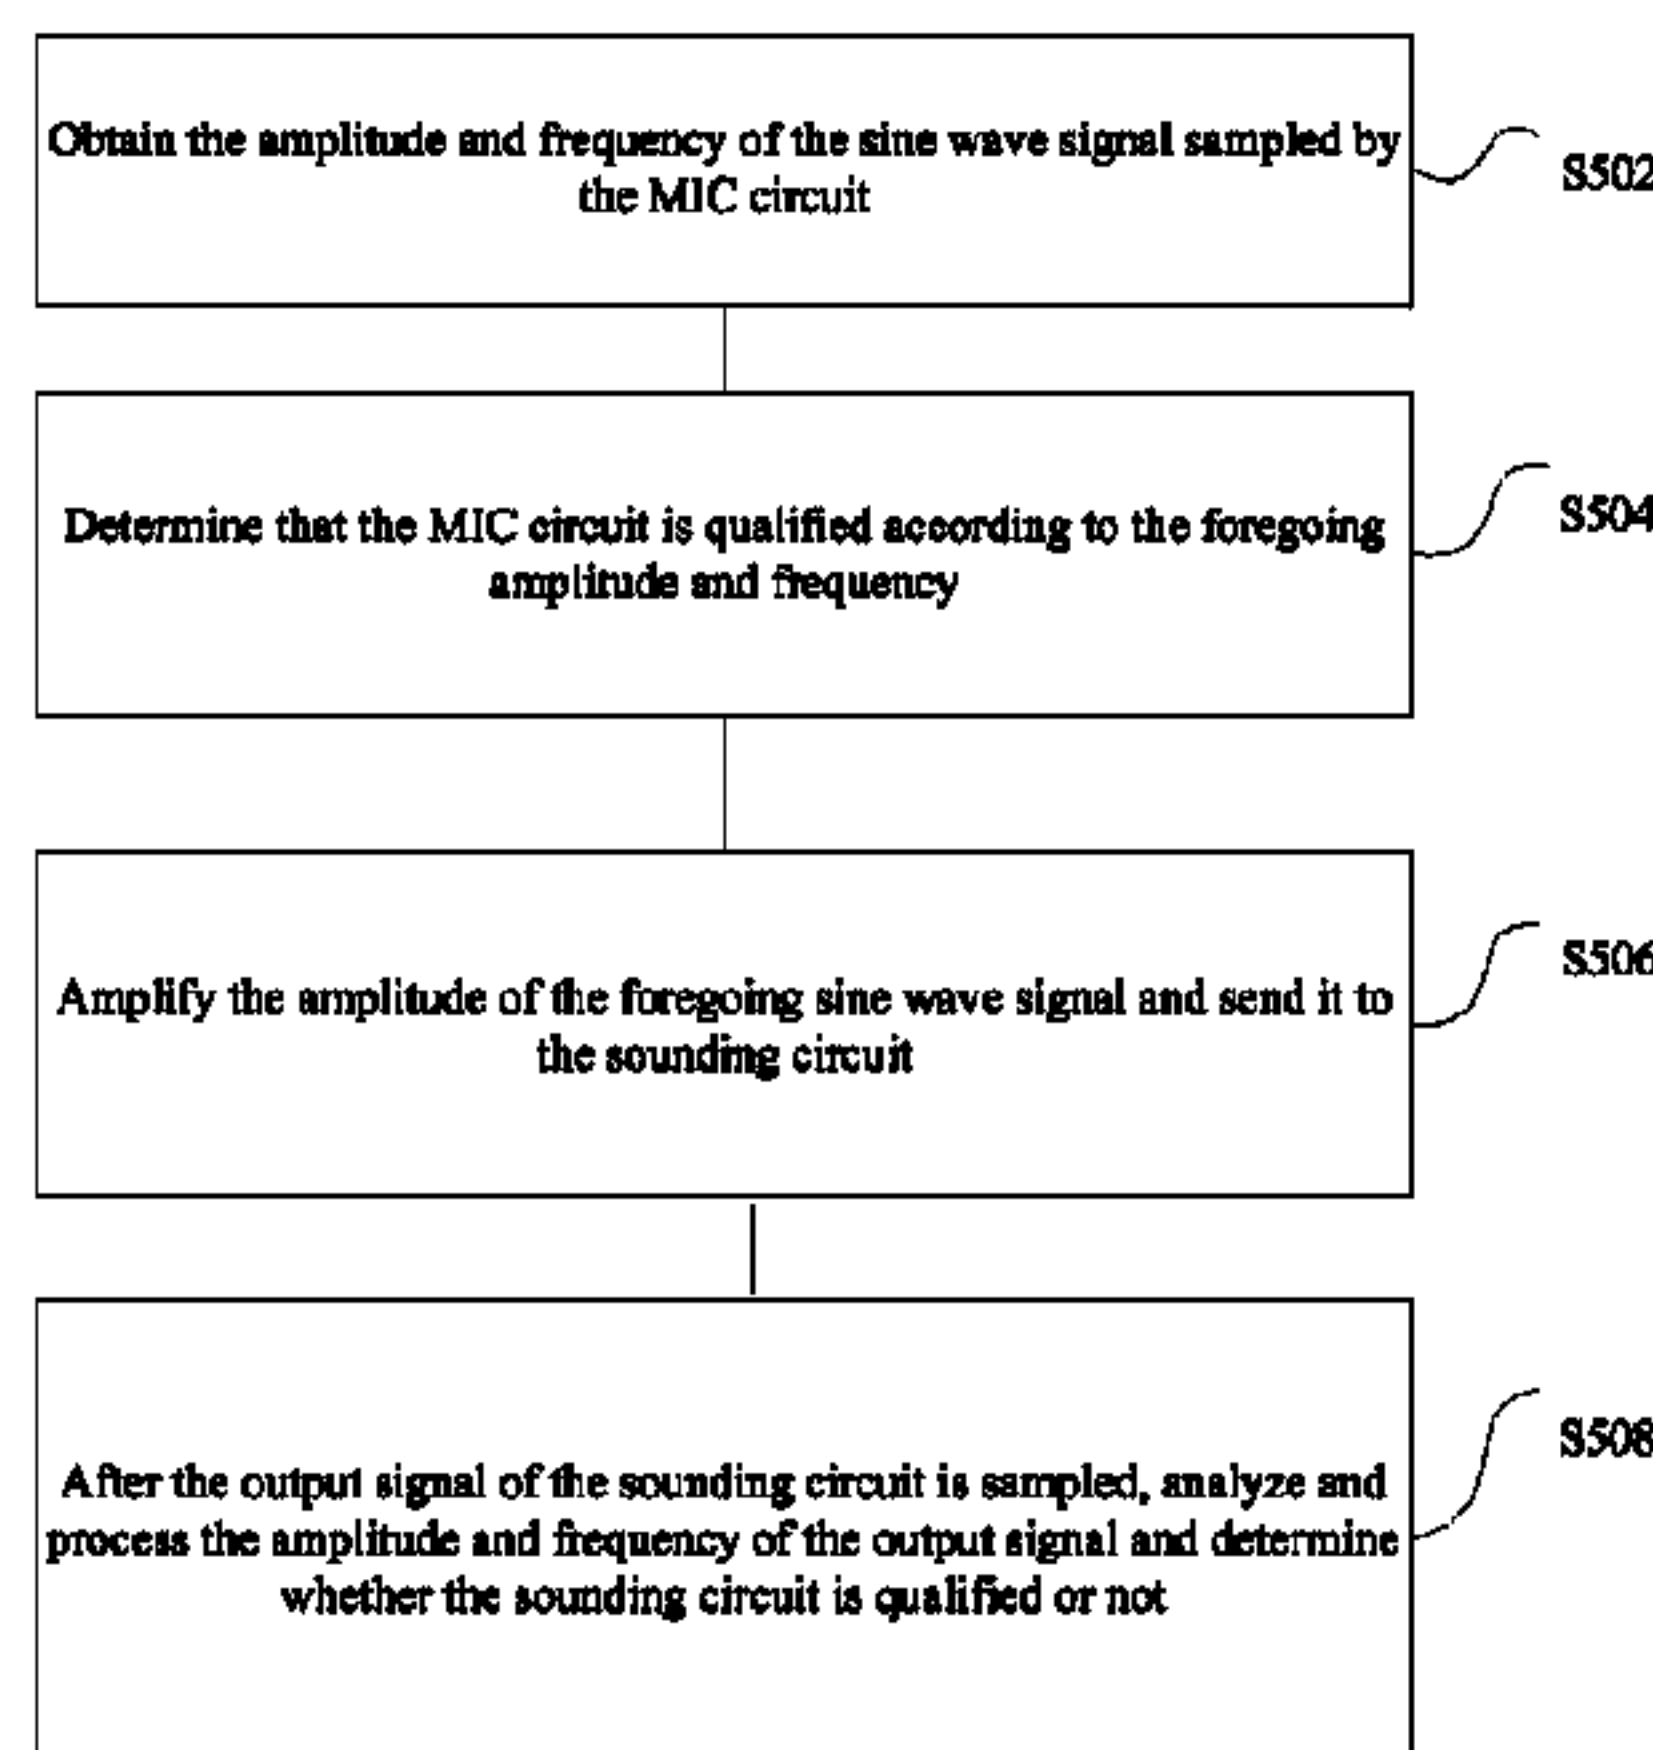 Obtain the amplitude and frequency of the sine wave signal sampled by
the MIC circuit
S502
Determine that the MIC circuit is qualified according to the foregoing
amplitude and frequency
S504
Amplify the amplitude of the foregoing sine wave signal and send it to
the sounding circuit
S506
After the output signal of the sounding circuit is sampled, analyze and
process the amplitude and frequency of the output signal and determine
whether the sounding circuit is qualified or not
S508